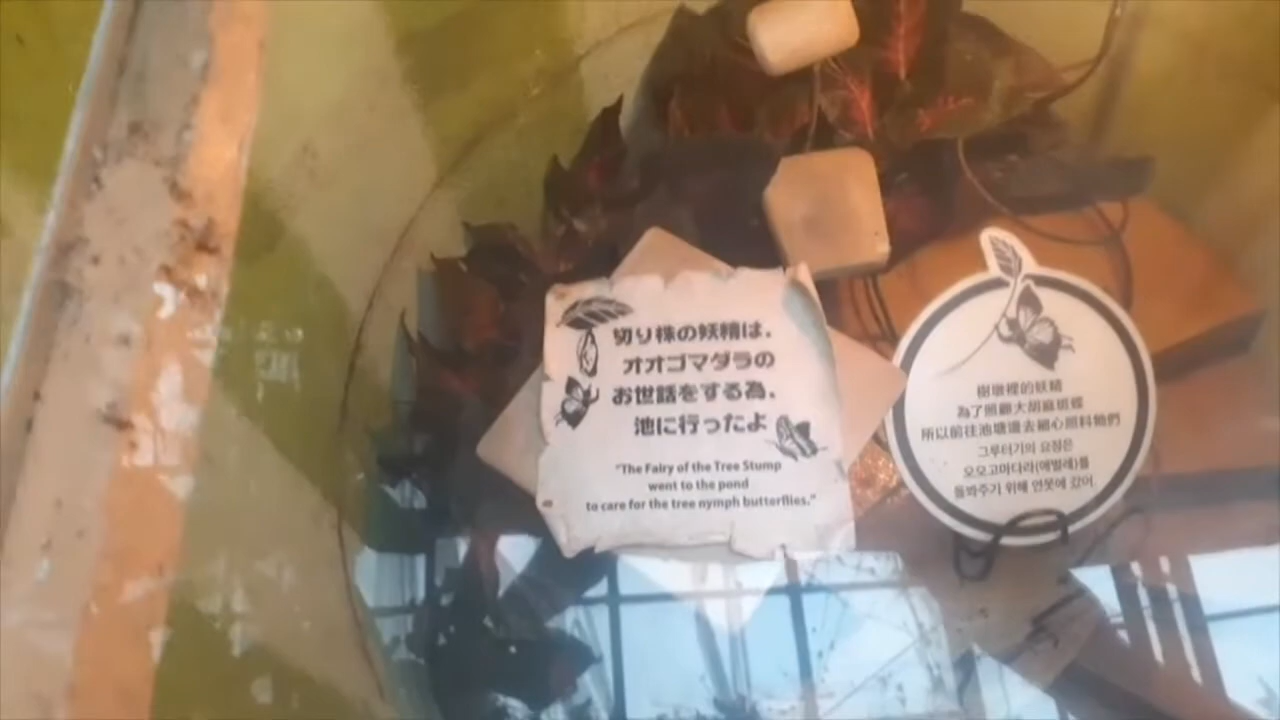 切り株の妖精は、
オオゴマダラの
お世話をする為、
池に行ったよ
"The Fairy of the Tree Stump
went to the pond
to care for the tree nymph butterflies."
樹墩裡的妖精
為了照顧大胡麻斑蝶
所以前往池塘邊去細心照料牠們
그루터기의 요정은
오오고마다라(애벌레)를
돌봐주기 위해 연못에 갔어.